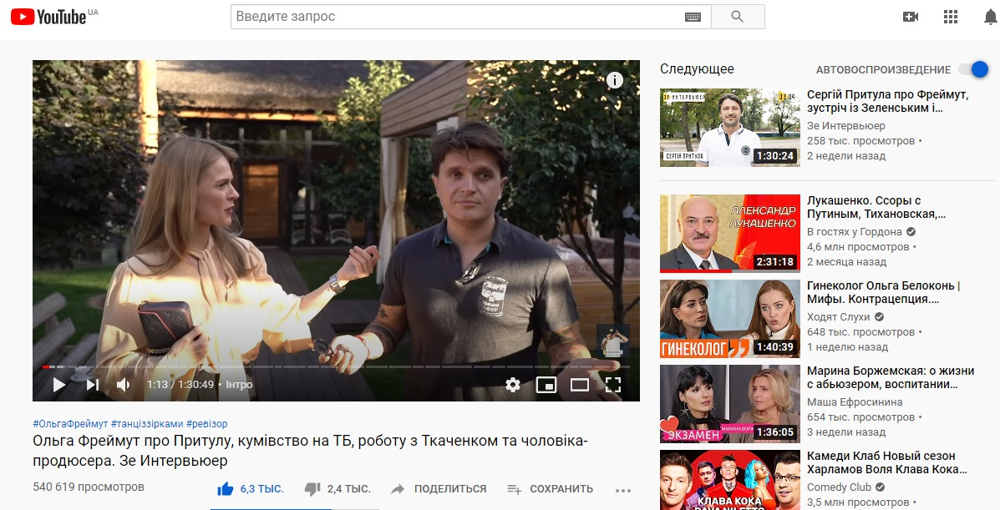 YouTube UA
Введите запрос
Campbell's
1:13 / 1:30:49 • Інтро
#ОльгаФреймут #танціззірками #ревізор
Ольга Фреймут про Притулу, кумівство на ТБ, роботу з Ткаченком та чоловіка-
продюсера. Зе Интервьюер
540 619 просмотров
6,3 ТЫС.
2,4 ТЫС.
ПОДЕЛИТЬСЯ
СОХРАНИТЬ
Следующее
АВТОВОСПРОИЗВЕДЕНИЕ
ЗЕ ИНТЕРВЬЮЕР
СЕРГІЙ ПРИТУЛА
1:30:24
Сергій Притула про Фреймут,
зустріч із Зеленським і...
Зе Интервьюер
258 тыс. просмотров •
2 недели назад
АЛЕКСАНДР
ЛУКАШЕНКО
2:31:18
Лукашенко. Ссоры с
Путиным, Тихановская,...
В гостях у Гордона
4,6 млн просмотров •
2 месяца назад
ГИНЕКОЛОГ
1:40:39
Гинеколог Ольга Белоконь |
Мифы. Контрацепция....
Ходят Слухи
648 тыс. просмотров •
1 неделю назад
ЭКЗАМЕН
1:36:05
Марина Боржемская: о жизни
с абьюзером, воспитании...
Маша Ефросинина
654 тыс. просмотров •
3 недели назад
КЛАВА КОКА
Камеди Клаб Новый сезон
Харламов Воля Клава Кока...
Comedy Club
3,5 млн просмотров •